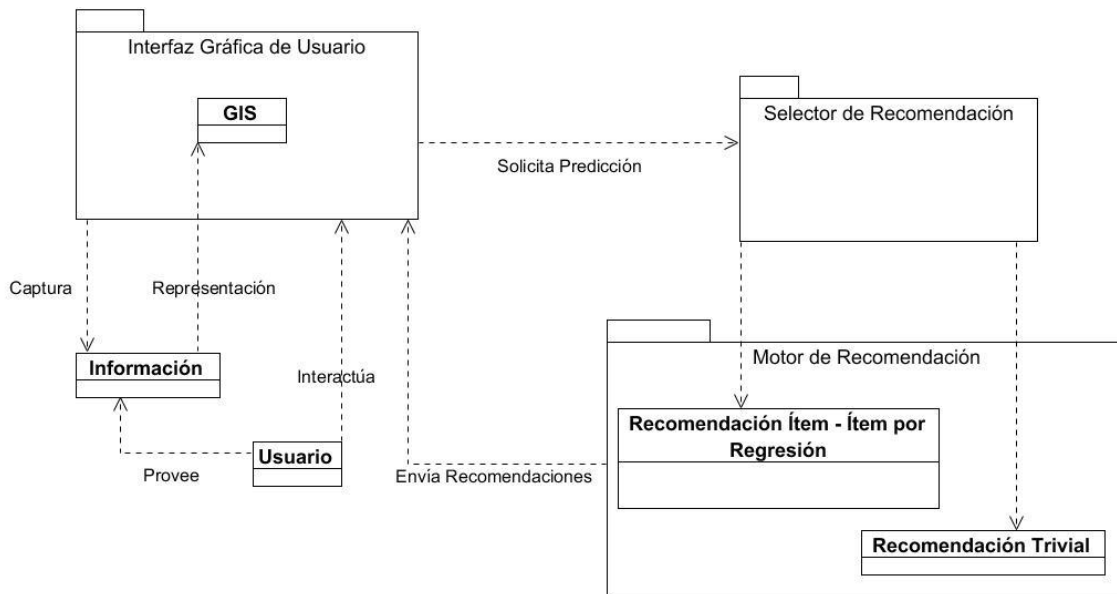 Interfaz Gráfica de Usuario
GIS
Selector de Recomendación
Solicita Predicción
Captura
Representación
Información
Interactúa
Motor de Recomendación
Recomendación Ítem - Ítem por
Regresión
Usuario
Provee
Envía Recomendaciones
Recomendación Trivial